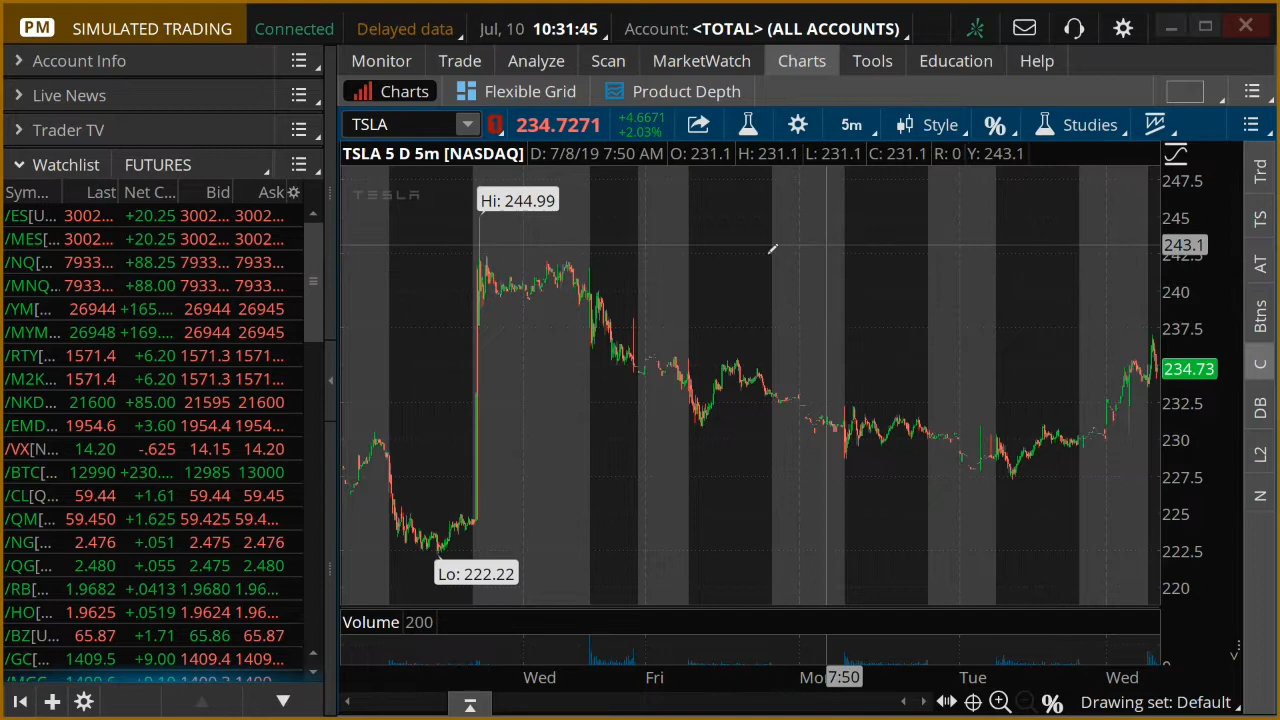 PM SIMULATED TRADING Connected Delayed data Jul, 10 10:31:45 Account: <TOTAL> (ALL ACCOUNTS)
Account Info
Live News
Trader TV
Watchlist FUTURES
Sym... Last Net C... Bid Ask
/ES[U... 3002... +20.25 3002... 3002...
/MES[... 3002... +20.25 3002... 3002...
/NQ[... 7933... +88.25 7933... 7933...
/MNQ... 7933... +88.00 7933... 7933...
/YM[... 26944 +165.... 26944 26945
/MYM... 26948 +169.... 26944 26945
/RTY[... 1571.4 +6.20 1571.3 1571...
/M2K... 1571.4 +6.20 1571.3 1571...
/NKD... 21600 +85.00 21595 21600
/EMD... 1954.6 +3.60 1954.4 1954...
/VX[N... 14.20 -.625 14.15 14.20
/BTC[... 12990 +230.... 12985 13000
/CL[Q... 59.44 +1.61 59.44 59.45
/QM[... 59.450 +1.625 59.425 59.4...
/NG[... 2.476 +.051 2.475 2.476
/QG[... 2.480 +.055 2.475 2.480
/RB[... 1.9682 +.0413 1.9680 1.96...
/HO[... 1.9625 +.0519 1.9624 1.96...
/BZ[U... 65.87 +1.71 65.86 65.87
/GC[... 1409.5 +9.00 1409.4 1409...
Monitor Trade Analyze Scan MarketWatch Charts Tools Education Help
Charts Flexible Grid Product Depth
TSLA 1 234.7271 +4.6671 5m Style % Studies
+2.03%
TSLA 5 D 5m [NASDAQ] D: 7/8/19 7:50 AM O: 231.1 H: 231.1 L: 231.1 C: 231.1 R: 0 Y: 243.1
TESLA
Hi: 244.99
Lo: 222.22
247.5
245
243.1
242.5
240
237.5
234.73
232.5
230
227.5
225
222.5
220
Volume 200
0
Wed Fri Mo 7:50 Tue Wed
% Drawing set: Default
Trd
TS
AT
Btns
C
DB
L2
N